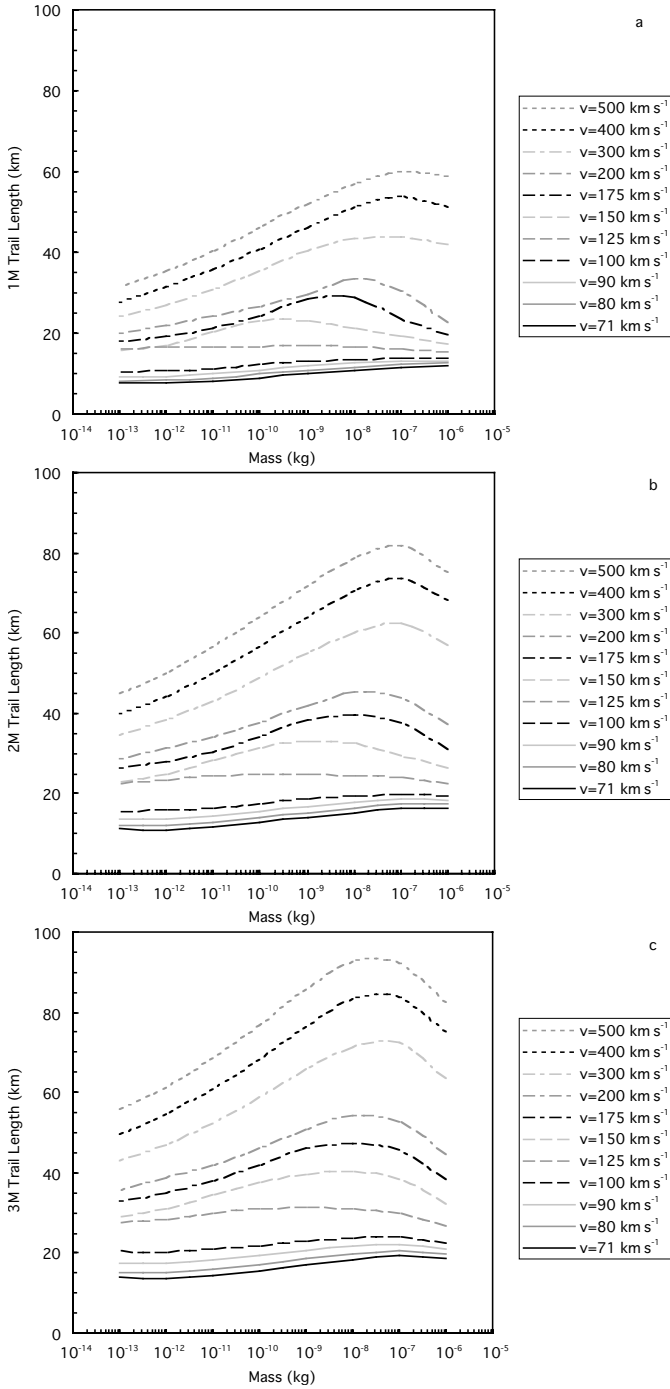 a
100
80
60
40
20
0
1M Trail Length (km)
10⁻¹⁴ 10⁻¹³ 10⁻¹² 10⁻¹¹ 10⁻¹⁰ 10⁻⁹ 10⁻⁸ 10⁻⁷ 10⁻⁶ 10⁻⁵
Mass (kg)
v=500 km s⁻¹
v=400 km s⁻¹
v=300 km s⁻¹
v=200 km s⁻¹
v=175 km s⁻¹
v=150 km s⁻¹
v=125 km s⁻¹
v=100 km s⁻¹
v=90 km s⁻¹
v=80 km s⁻¹
v=71 km s⁻¹
b
100
80
60
40
20
0
2M Trail Length (km)
10⁻¹⁴ 10⁻¹³ 10⁻¹² 10⁻¹¹ 10⁻¹⁰ 10⁻⁹ 10⁻⁸ 10⁻⁷ 10⁻⁶ 10⁻⁵
Mass (kg)
v=500 km s⁻¹
v=400 km s⁻¹
v=300 km s⁻¹
v=200 km s⁻¹
v=175 km s⁻¹
v=150 km s⁻¹
v=125 km s⁻¹
v=100 km s⁻¹
v=90 km s⁻¹
v=80 km s⁻¹
v=71 km s⁻¹
c
100
80
60
40
20
0
3M Trail Length (km)
10⁻¹⁴ 10⁻¹³ 10⁻¹² 10⁻¹¹ 10⁻¹⁰ 10⁻⁹ 10⁻⁸ 10⁻⁷ 10⁻⁶ 10⁻⁵
Mass (kg)
v=500 km s⁻¹
v=400 km s⁻¹
v=300 km s⁻¹
v=200 km s⁻¹
v=175 km s⁻¹
v=150 km s⁻¹
v=125 km s⁻¹
v=100 km s⁻¹
v=90 km s⁻¹
v=80 km s⁻¹
v=71 km s⁻¹